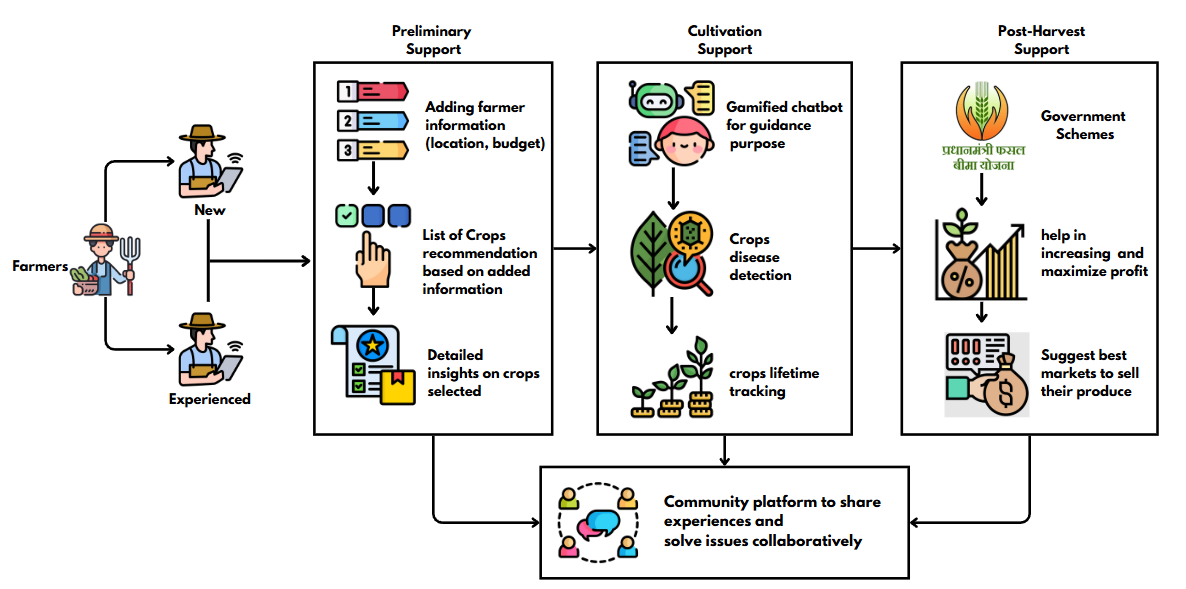 Preliminary
Support
Cultivation
Support
Post-Harvest
Support
Farmers
New
Experienced
1
2
3
Adding farmer
information
(location, budget)
List of Crops
recommendation
based on added
information
Detailed
insights on crops
selected
Gamified chatbot
for guidance
purpose
Crops
disease
detection
crops lifetime
tracking
प्रधानमंत्री फसल
बीमा योजना
Government
Schemes
%
help in
increasing and
maximize profit
$
Suggest best
markets to sell
their produce
Community platform to share
experiences and
solve issues collaboratively